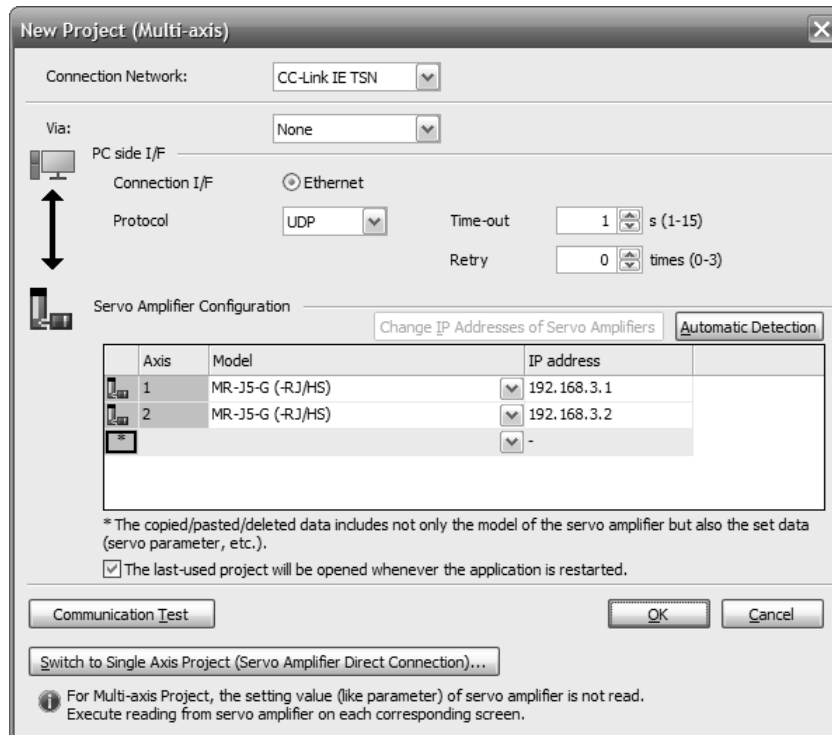 New Project (Multi-axis)
Connection Network: CC-Link IE TSN
Via: None
PC side I/F
Connection I/F Ethernet
Protocol UDP Time-out 1 s (1-15)
Retry 0 times (0-3)
Servo Amplifier Configuration
Change IP Addresses of Servo Amplifiers Automatic Detection
Axis Model IP address
1 MR-J5-G (-RJ/HS) 192.168.3.1
2 MR-J5-G (-RJ/HS) 192.168.3.2
* -
* The copied/pasted/deleted data includes not only the model of the servo amplifier but also the set data
(servo parameter, etc.).
The last-used project will be opened whenever the application is restarted.
Communication Test OK Cancel
Switch to Single Axis Project (Servo Amplifier Direct Connection)...
For Multi-axis Project, the setting value (like parameter) of servo amplifier is not read.
Execute reading from servo amplifier on each corresponding screen.